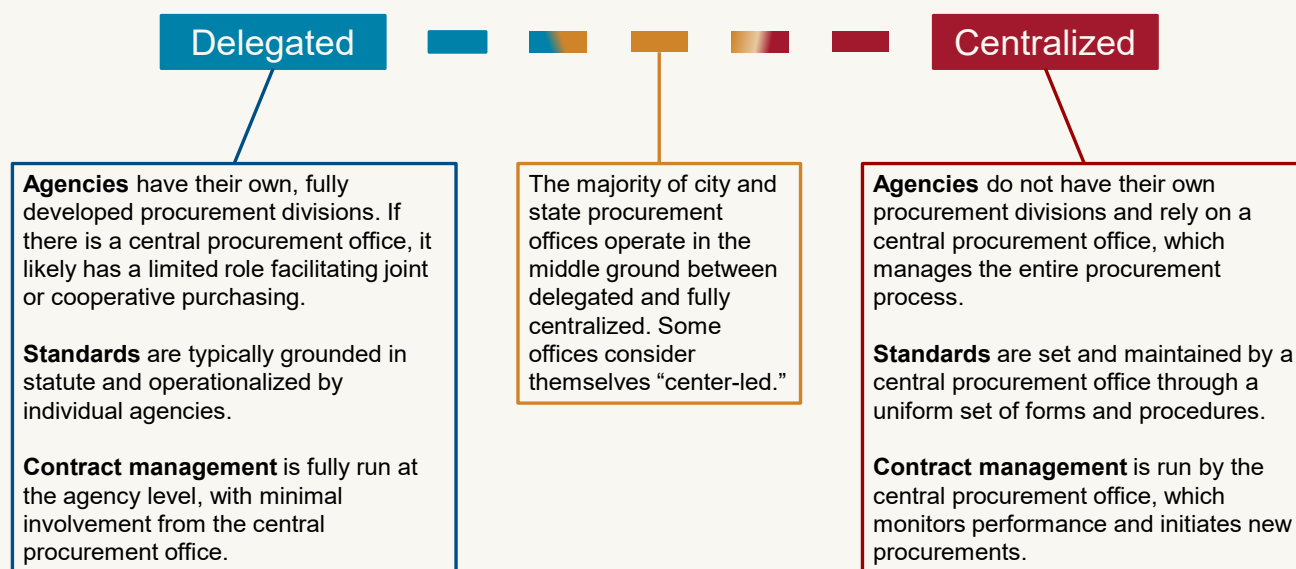 Delegated
Centralized
Agencies have their own, fully
developed procurement divisions. If
there is a central procurement office, it
likely has a limited role facilitating joint
or cooperative purchasing.
Standards are typically grounded in
statute and operationalized by
individual agencies.
Contract management is fully run at
the agency level, with minimal
involvement from the central
procurement office.
The majority of city and
state procurement
offices operate in the
middle ground between
delegated and fully
centralized. Some
offices consider
themselves “center-led.”
Agencies do not have their own
procurement divisions and rely on a
central procurement office, which
manages the entire procurement
process.
Standards are set and maintained by a
central procurement office through a
uniform set of forms and procedures.
Contract management is run by the
central procurement office, which
monitors performance and initiates new
procurements.